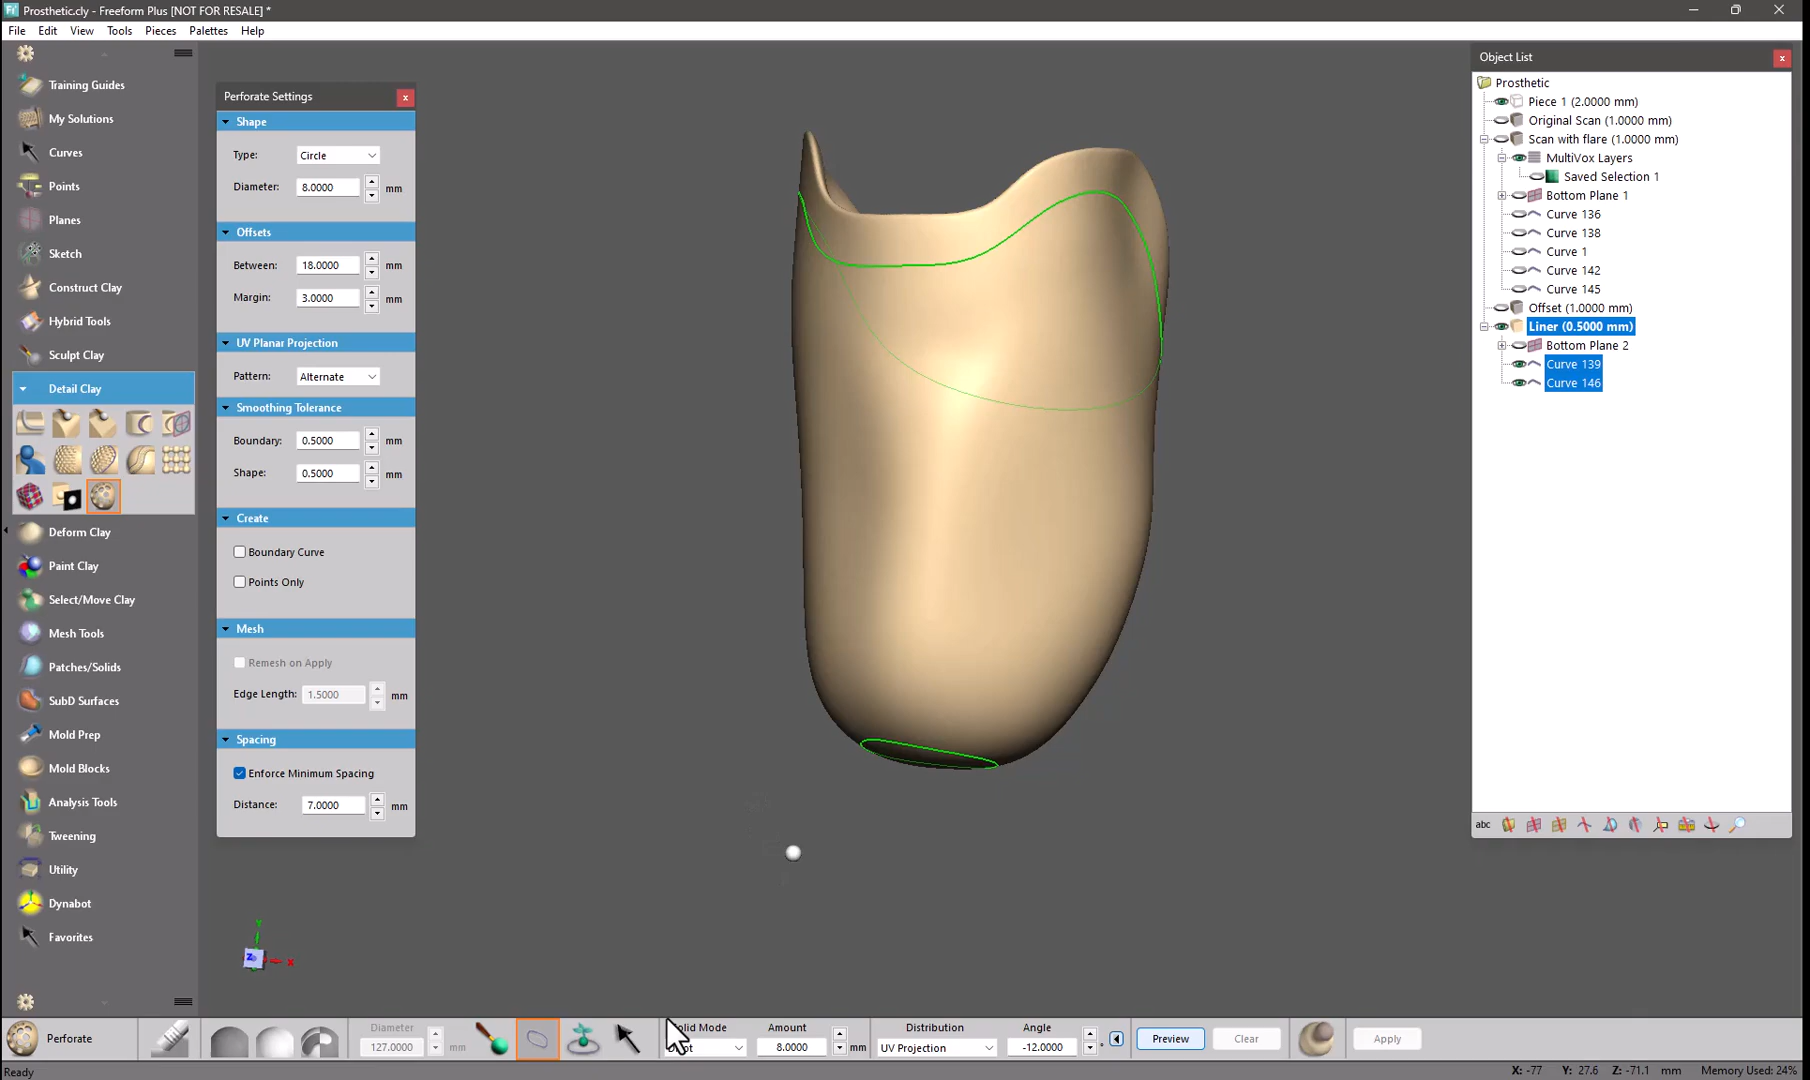 Prosthetic.cly - Freeform Plus [NOT FOR RESALE] *
File Edit View Tools Pieces Palettes Help
Training Guides
My Solutions
Curves
Points
Planes
Sketch
Construct Clay
Hybrid Tools
Sculpt Clay
Detail Clay
Deform Clay
Paint Clay
Select/Move Clay
Mesh Tools
Patches/Solids
SubD Surfaces
Mold Prep
Mold Blocks
Analysis Tools
Tweening
Utility
Dynabot
Favorites
Perforate Settings
Shape
Type: Circle
Diameter: 8.0000 mm
Offsets
Between: 18.0000 mm
Margin: 3.0000 mm
UV Planar Projection
Pattern: Alternate
Smoothing Tolerance
Boundary: 0.5000 mm
Shape: 0.5000 mm
Create
Boundary Curve
Points Only
Mesh
Remesh on Apply
Edge Length: 1.5000 mm
Spacing
Enforce Minimum Spacing
Distance: 7.0000 mm
Object List
Prosthetic
Piece 1 (2.0000 mm)
Original Scan (1.0000 mm)
Scan with flare (1.0000 mm)
MultiVox Layers
Saved Selection 1
Bottom Plane 1
Curve 136
Curve 138
Curve 1
Curve 142
Curve 145
Offset (1.0000 mm)
Liner (0.5000 mm)
Bottom Plane 2
Curve 139
Curve 146
abc
Y
Z
X
Perforate
Diameter
127.0000 mm
Mode
Amount
8.0000 mm
Distribution
UV Projection
Angle
-12.0000 °
Preview
Clear
Apply
Ready
X: -77 Y: 27.6 Z: -71.1 mm Memory Used: 24%